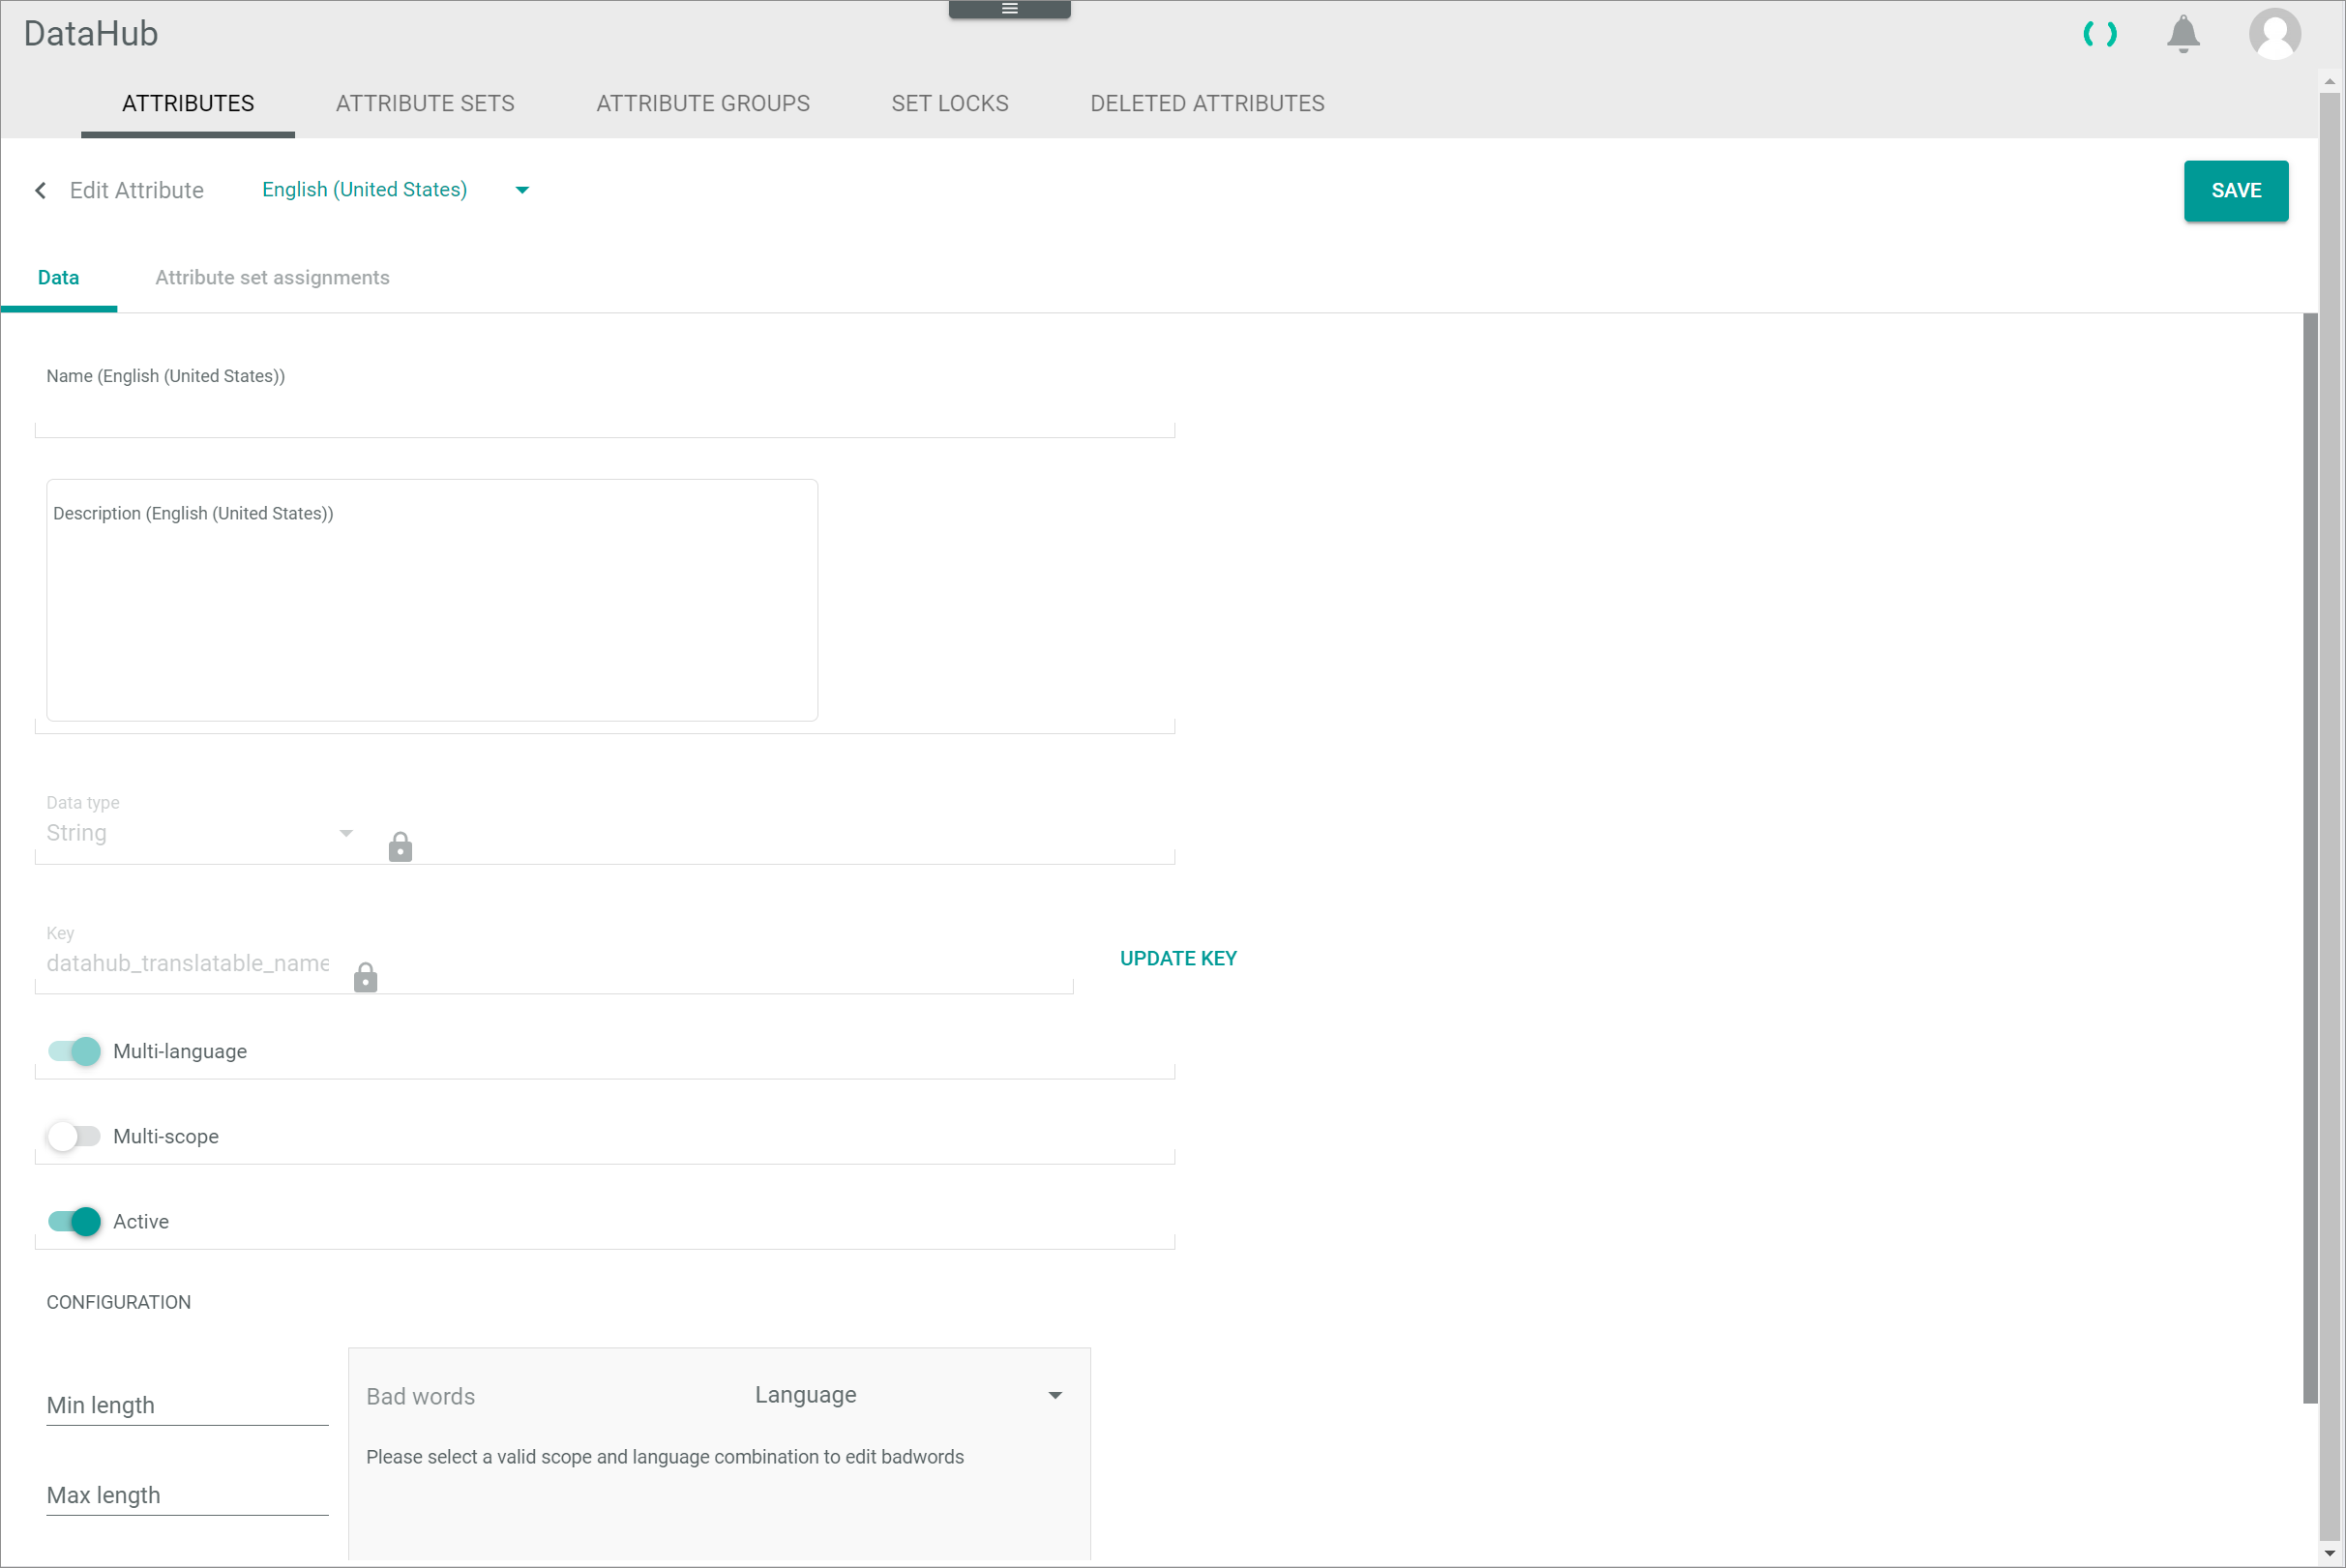 DataHub
ATTRIBUTES ATTRIBUTE SETS ATTRIBUTE GROUPS SET LOCKS DELETED ATTRIBUTES
Edit Attribute English (United States) SAVE
Data Attribute set assignments
Name (English (United States))
Description (English (United States))
Data type
String
Key
datahub_translatable_name
UPDATE KEY
Multi-language
Multi-scope
Active
CONFIGURATION
Min length
Bad words Language
Please select a valid scope and language combination to edit badwords
Max length